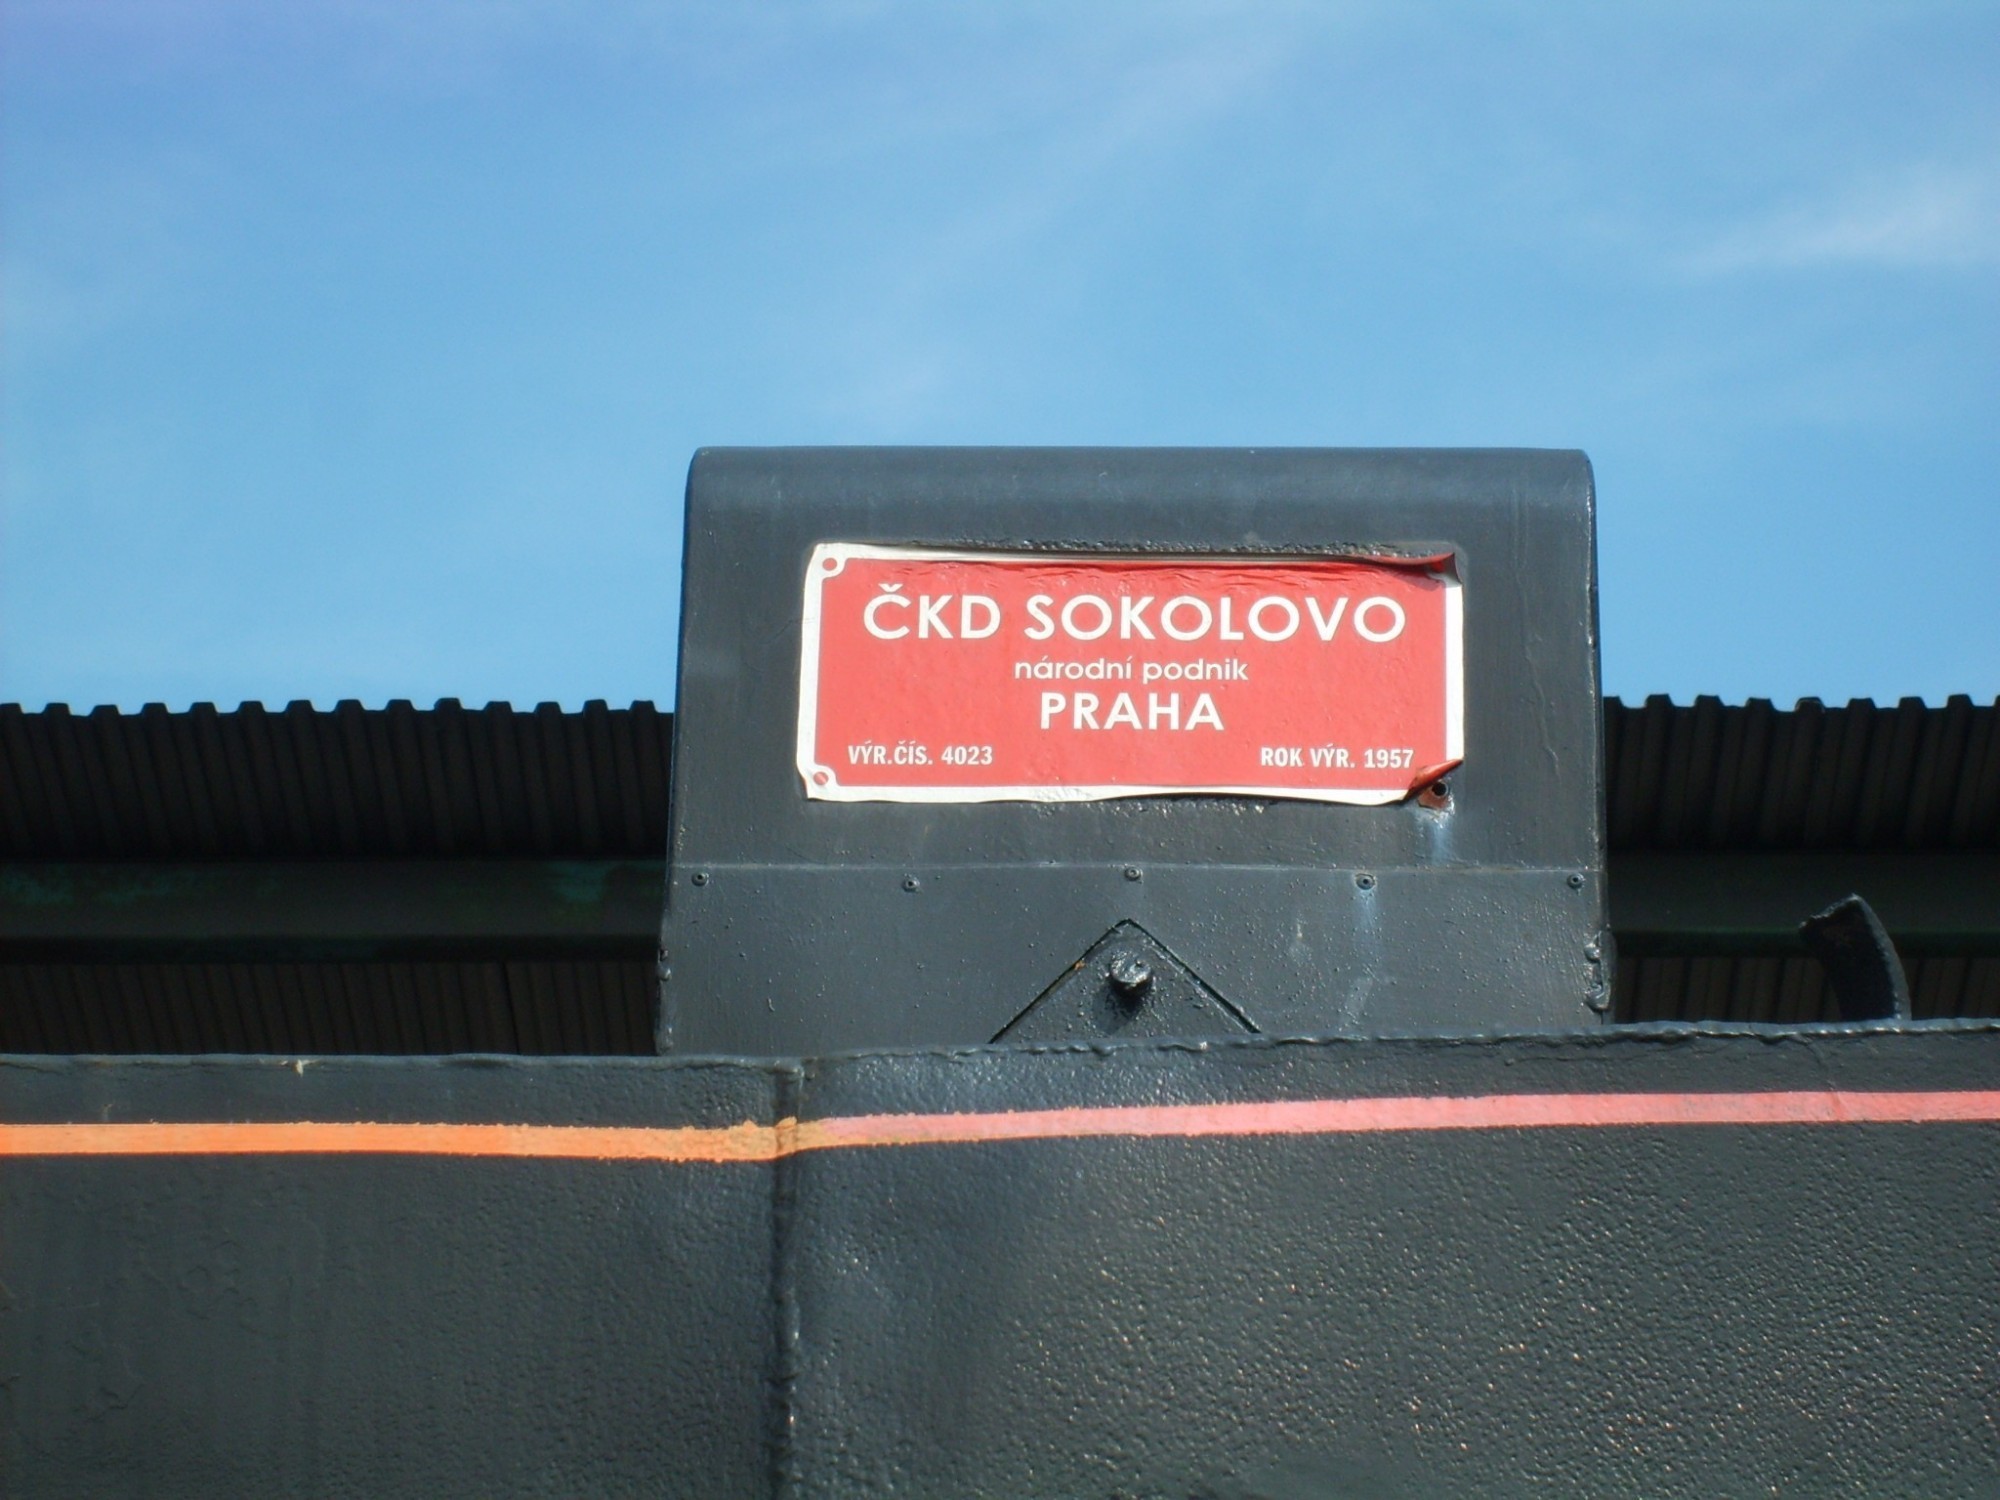 ČKD SOKOLOVO
národní podnik
PRAHA
VÝR.ČÍS. 4023 ROK VÝR. 1957